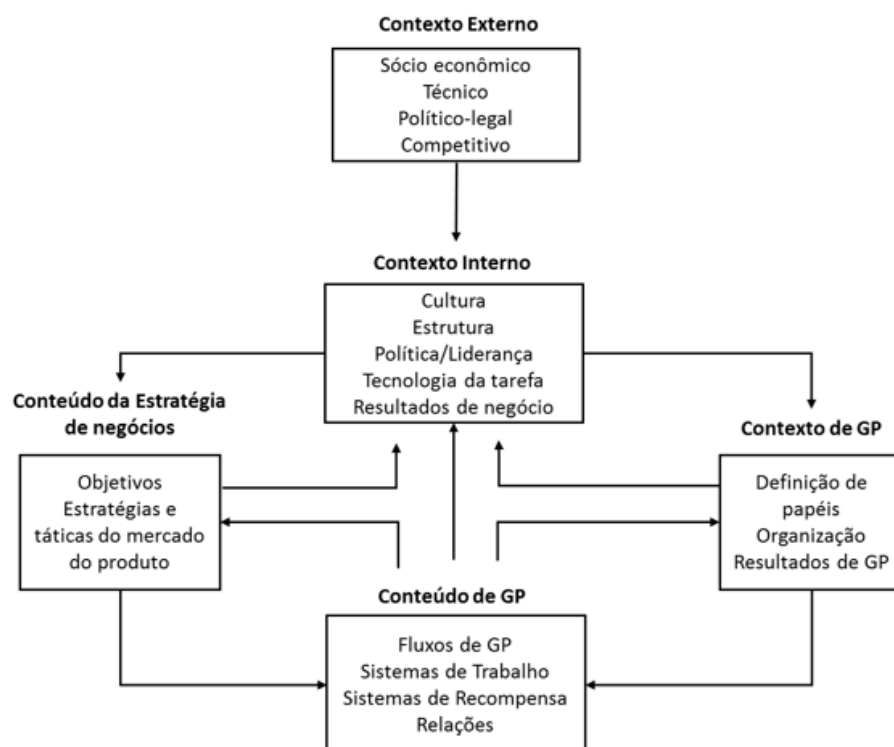 Contexto Externo
Sócio econômico
Técnico
Político-legal
Competitivo
Contexto Interno
Cultura
Estrutura
Política/Liderança
Tecnologia da tarefa
Resultados de negócio
Conteúdo da Estratégia
de negócios
Objetivos
Estratégias e
táticas do mercado
do produto
Contexto de GP
Definição de
papéis
Organização
Resultados de GP
Conteúdo de GP
Fluxos de GP
Sistemas de Trabalho
Sistemas de Recompensa
Relações